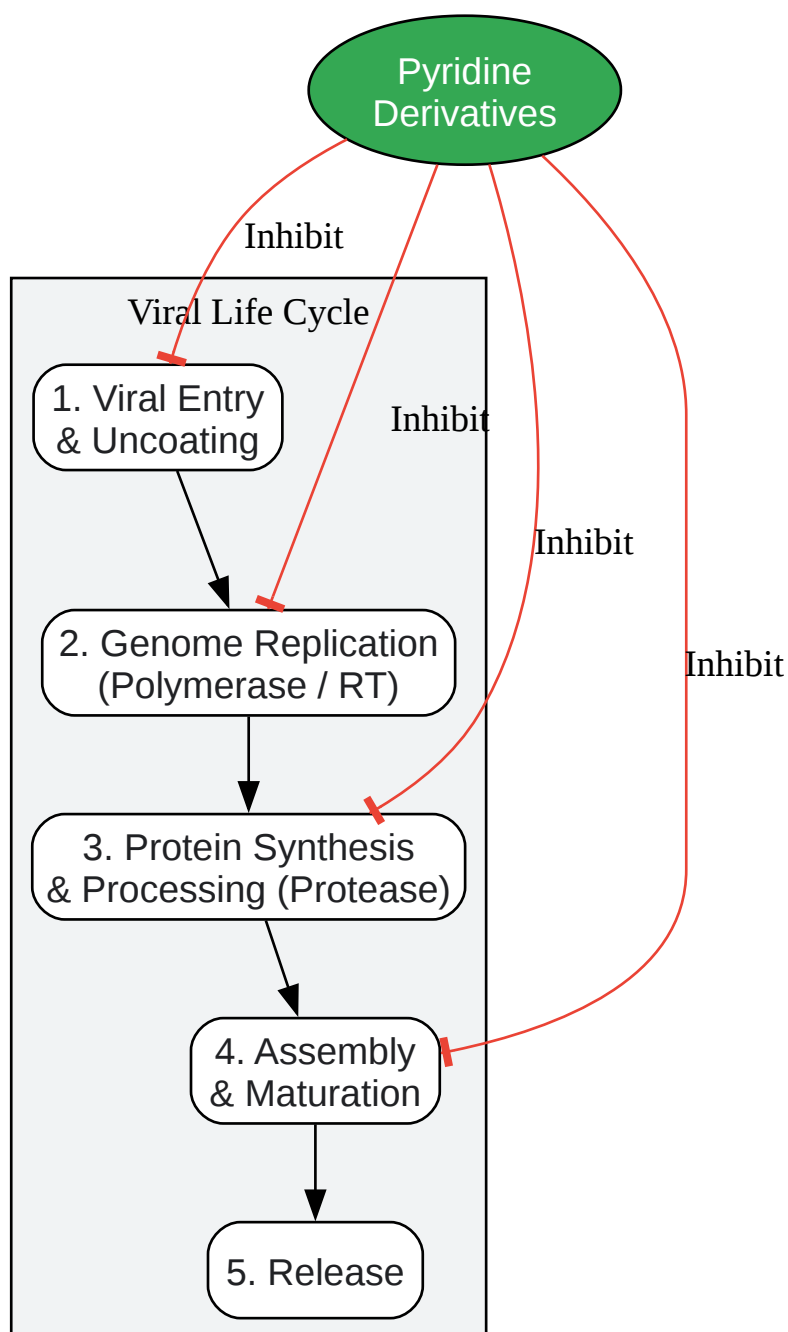 Pyridine
Derivatives
Inhibit
Viral Life Cycle
1. Viral Entry
& Uncoating
Inhibit
Inhibit
2. Genome Replication
(Polymerase / RT)
Inhibit
3. Protein Synthesis
& Processing (Protease)
4. Assembly
& Maturation
5. Release